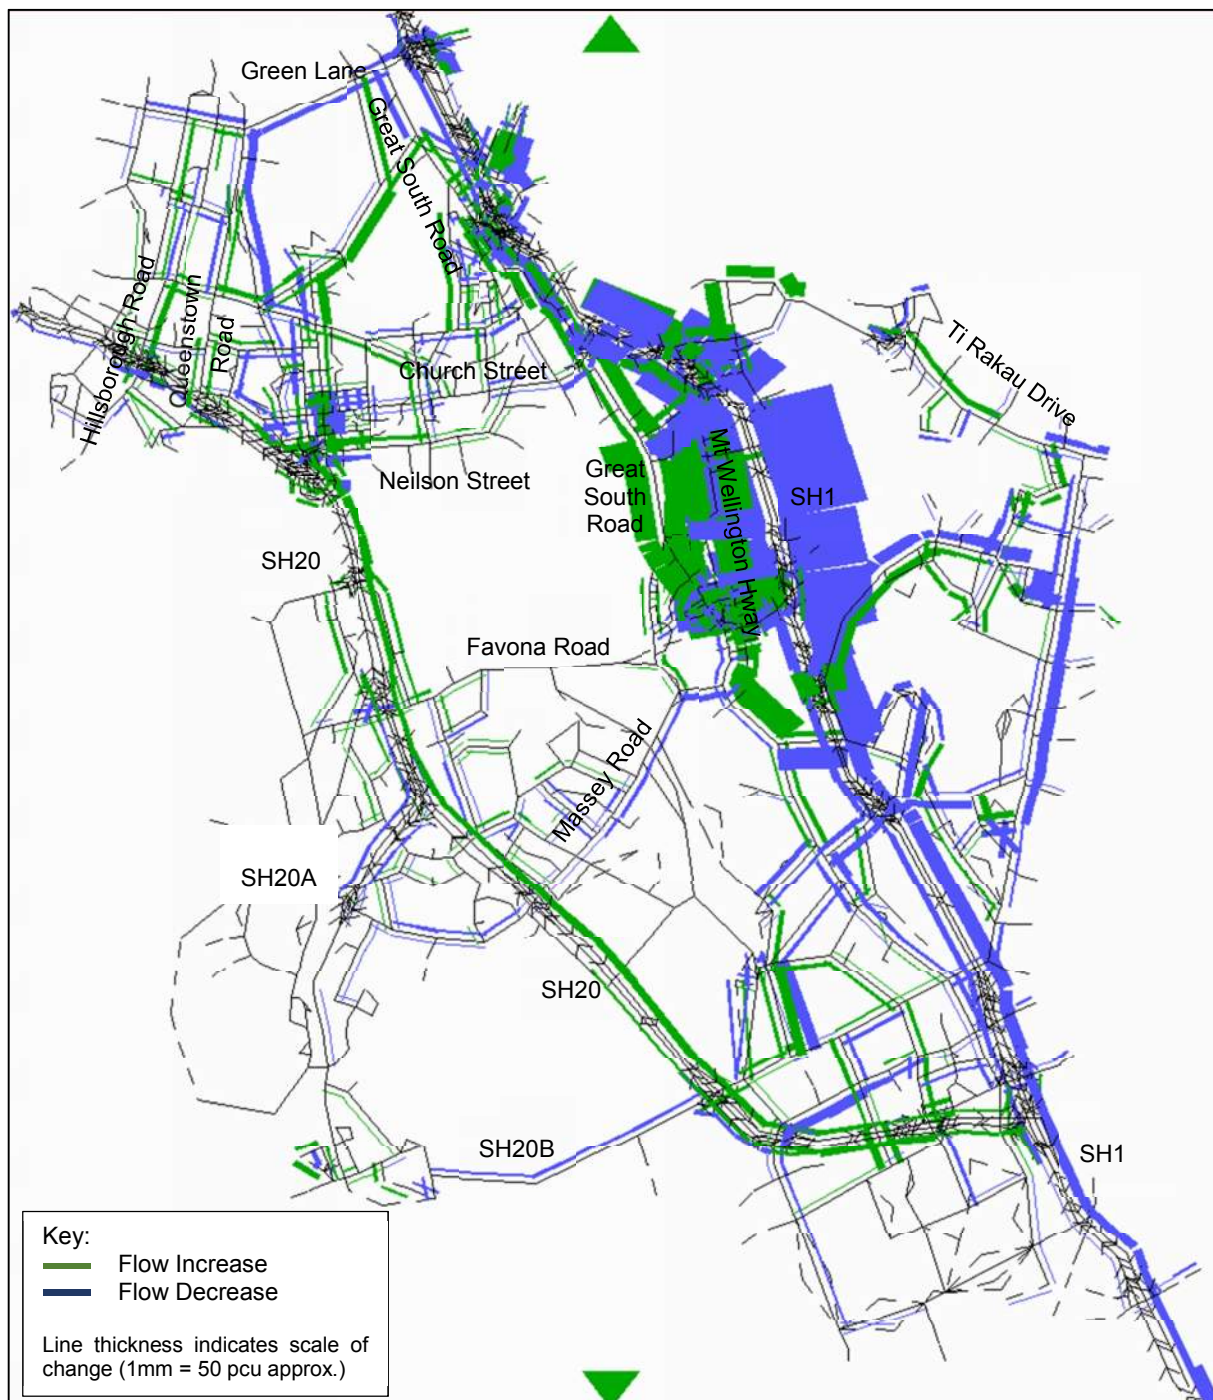 Green Lane
Great South Road
Hillsborough Road
Queenstown
Road
Church Street
Neilson Street
Ti Rakau Drive
Great
South
Road
Mt Wellington Hway
SH1
SH20
Favona Road
Massey Road
SH20A
SH20
SH20B
SH1
Key:
Flow Increase
Flow Decrease
Line thickness indicates scale of
change (1mm = 50 pcu approx.)